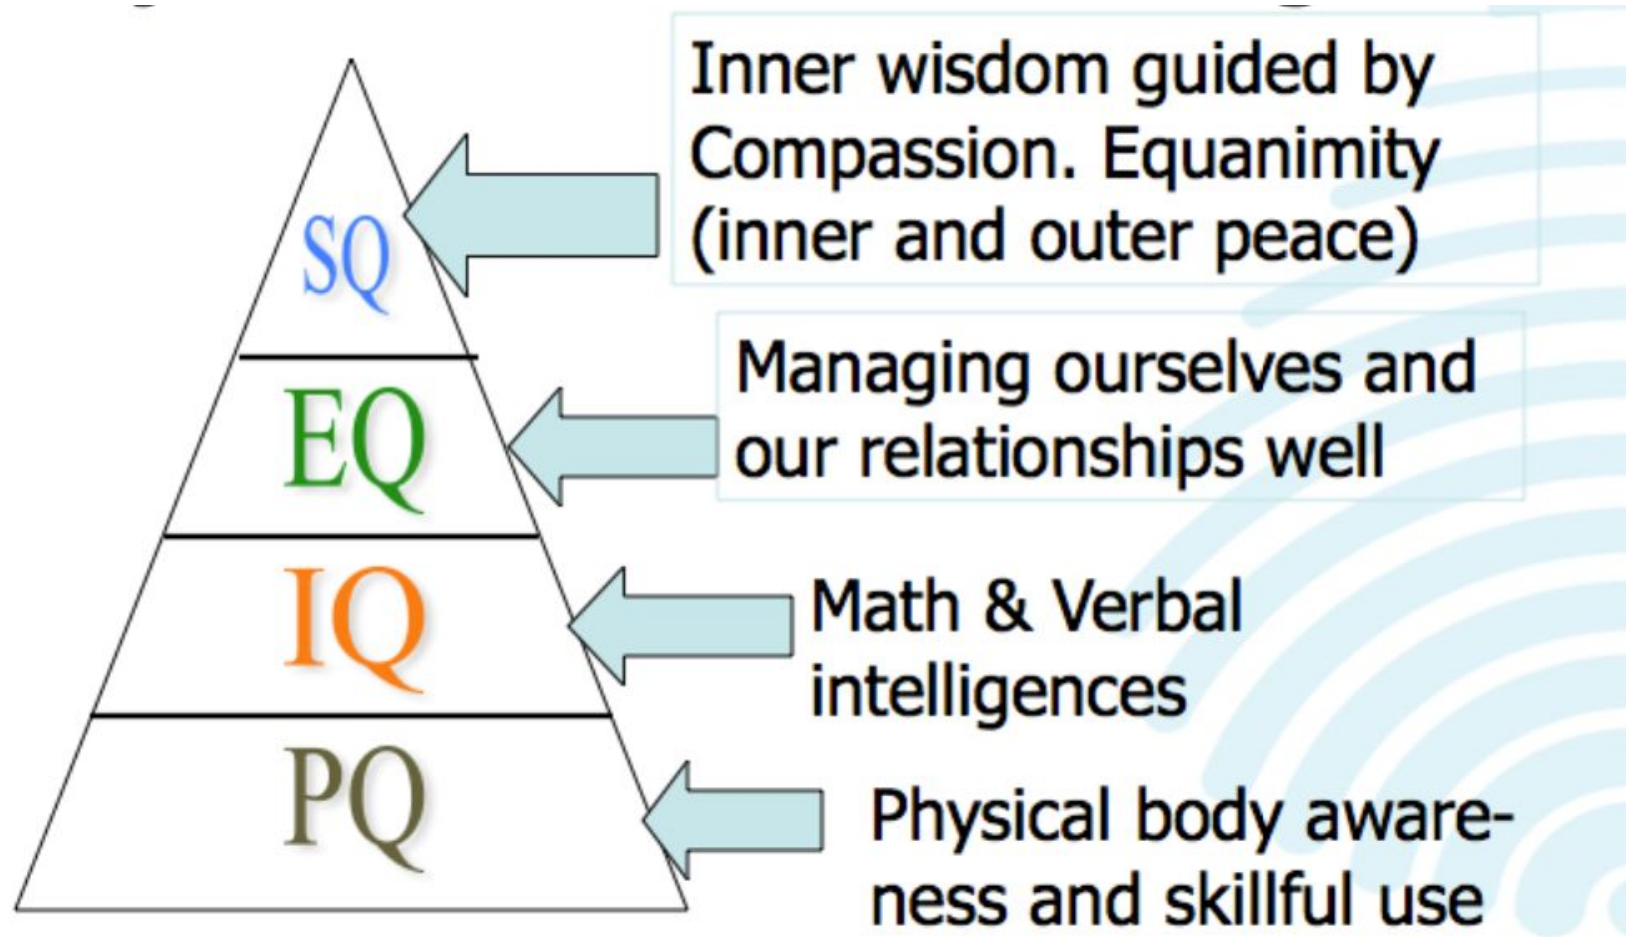 SQ
Inner wisdom guided by
Compassion. Equanimity
(inner and outer peace)
EQ
Managing ourselves and
our relationships well
IQ
Math & Verbal
intelligences
PQ
Physical body aware-
ness and skillful use